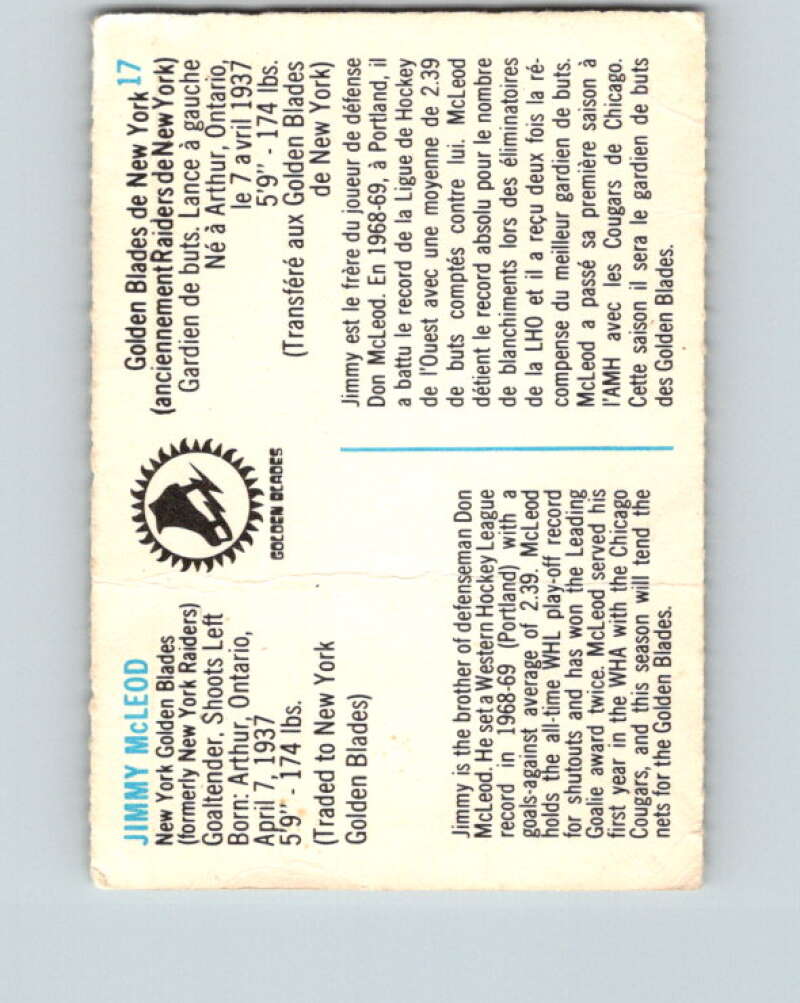 JIMMY McLEOD
New York Golden Blades
(formerly New York Raiders)
Goaltender, Shoots Left
Born: Arthur, Ontario,
April 7, 1937
5'9" - 174 lbs.
(Traded to New York
Golden Blades)
Jimmy is the brother of defenseman Don
McLeod. He set a Western Hockey League
record in 1968-69 (Portland) with a
goals-against average of 2.39. McLeod
holds the all-time WHL play-off record
for shutouts and has won the Leading
Goalie award twice. McLeod served his
first year in the WHA with the Chicago
Cougars, and this season will tend the
nets for the Golden Blades.
GOLDEN BLADES
17
Golden Blades de New York
(anciennement Raiders de New York)
Gardien de buts. Lance à gauche
Né à Arthur, Ontario,
le 7 avril 1937
5'9" - 174 lbs.
(Transféré aux Golden Blades
de New York)
Jimmy est le frère du joueur de défense
Don McLeod. En 1968-69, à Portland, il
a battu le record de la Ligue de Hockey
de l'Ouest avec une moyenne de 2.39
de buts comptés contre lui. McLeod
détient le record absolu pour le nombre
de blanchiments lors des éliminatoires
de la LHO et il a reçu deux fois la ré-
compense du meilleur gardien de buts.
McLeod a passé sa première saison à
l'AMH avec les Cougars de Chicago.
Cette saison il sera le gardien de buts
des Golden Blades.